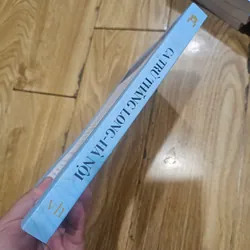 CA TRÙ THĂNG LONG - HÀ NỘI